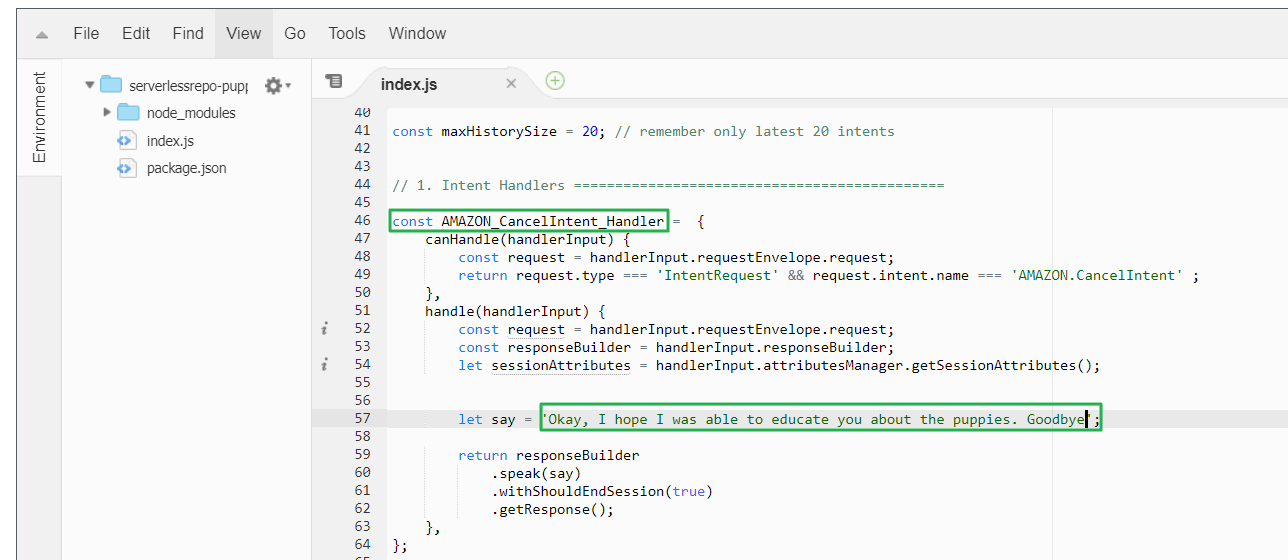 File Edit Find View Go Tools Window
Environment
serverlessrepo-pupp
node_modules
index.js
package.json
index.js
40
41 const maxHistorySize = 20; // remember only latest 20 intents
42
43
44 // 1. Intent Handlers =============================================
45
46 const AMAZON_CancelIntent_Handler = {
47 canHandle(handlerInput) {
48 const request = handlerInput.requestEnvelope.request;
49 return request.type === 'IntentRequest' && request.intent.name === 'AMAZON.CancelIntent' ;
50 },
51 handle(handlerInput) {
i 52 const request = handlerInput.requestEnvelope.request;
53 const responseBuilder = handlerInput.responseBuilder;
i 54 let sessionAttributes = handlerInput.attributesManager.getSessionAttributes();
55
56
57 let say = 'Okay, I hope I was able to educate you about the puppies. Goodbye';
58
59 return responseBuilder
60 .speak(say)
61 .withShouldEndSession(true)
62 .getResponse();
63 },
64 };